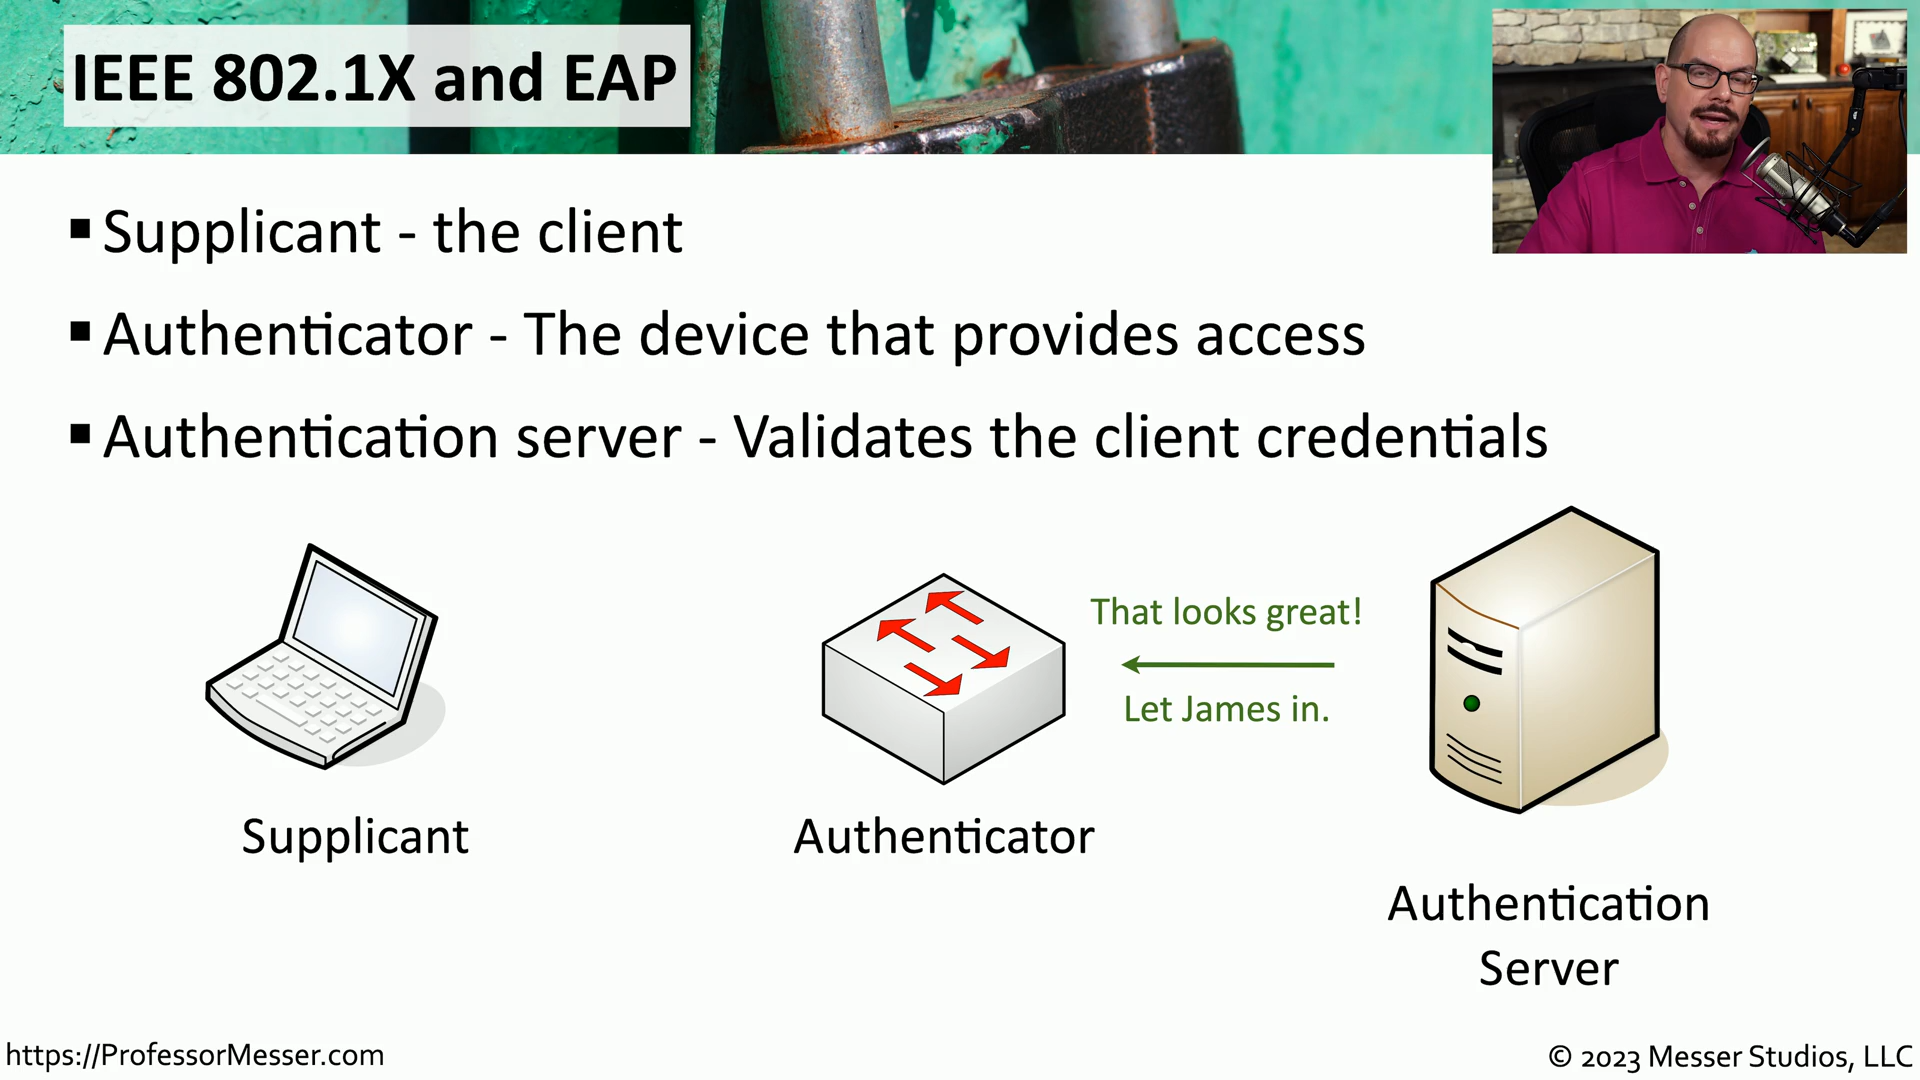 IEEE 802.1X and EAP
▪ Supplicant - the client
▪ Authenticator - The device that provides access
▪ Authentication server - Validates the client credentials
That looks great!
Let James in.
Supplicant
Authenticator
Authentication
Server
https://ProfessorMesser.com
© 2023 Messer Studios, LLC